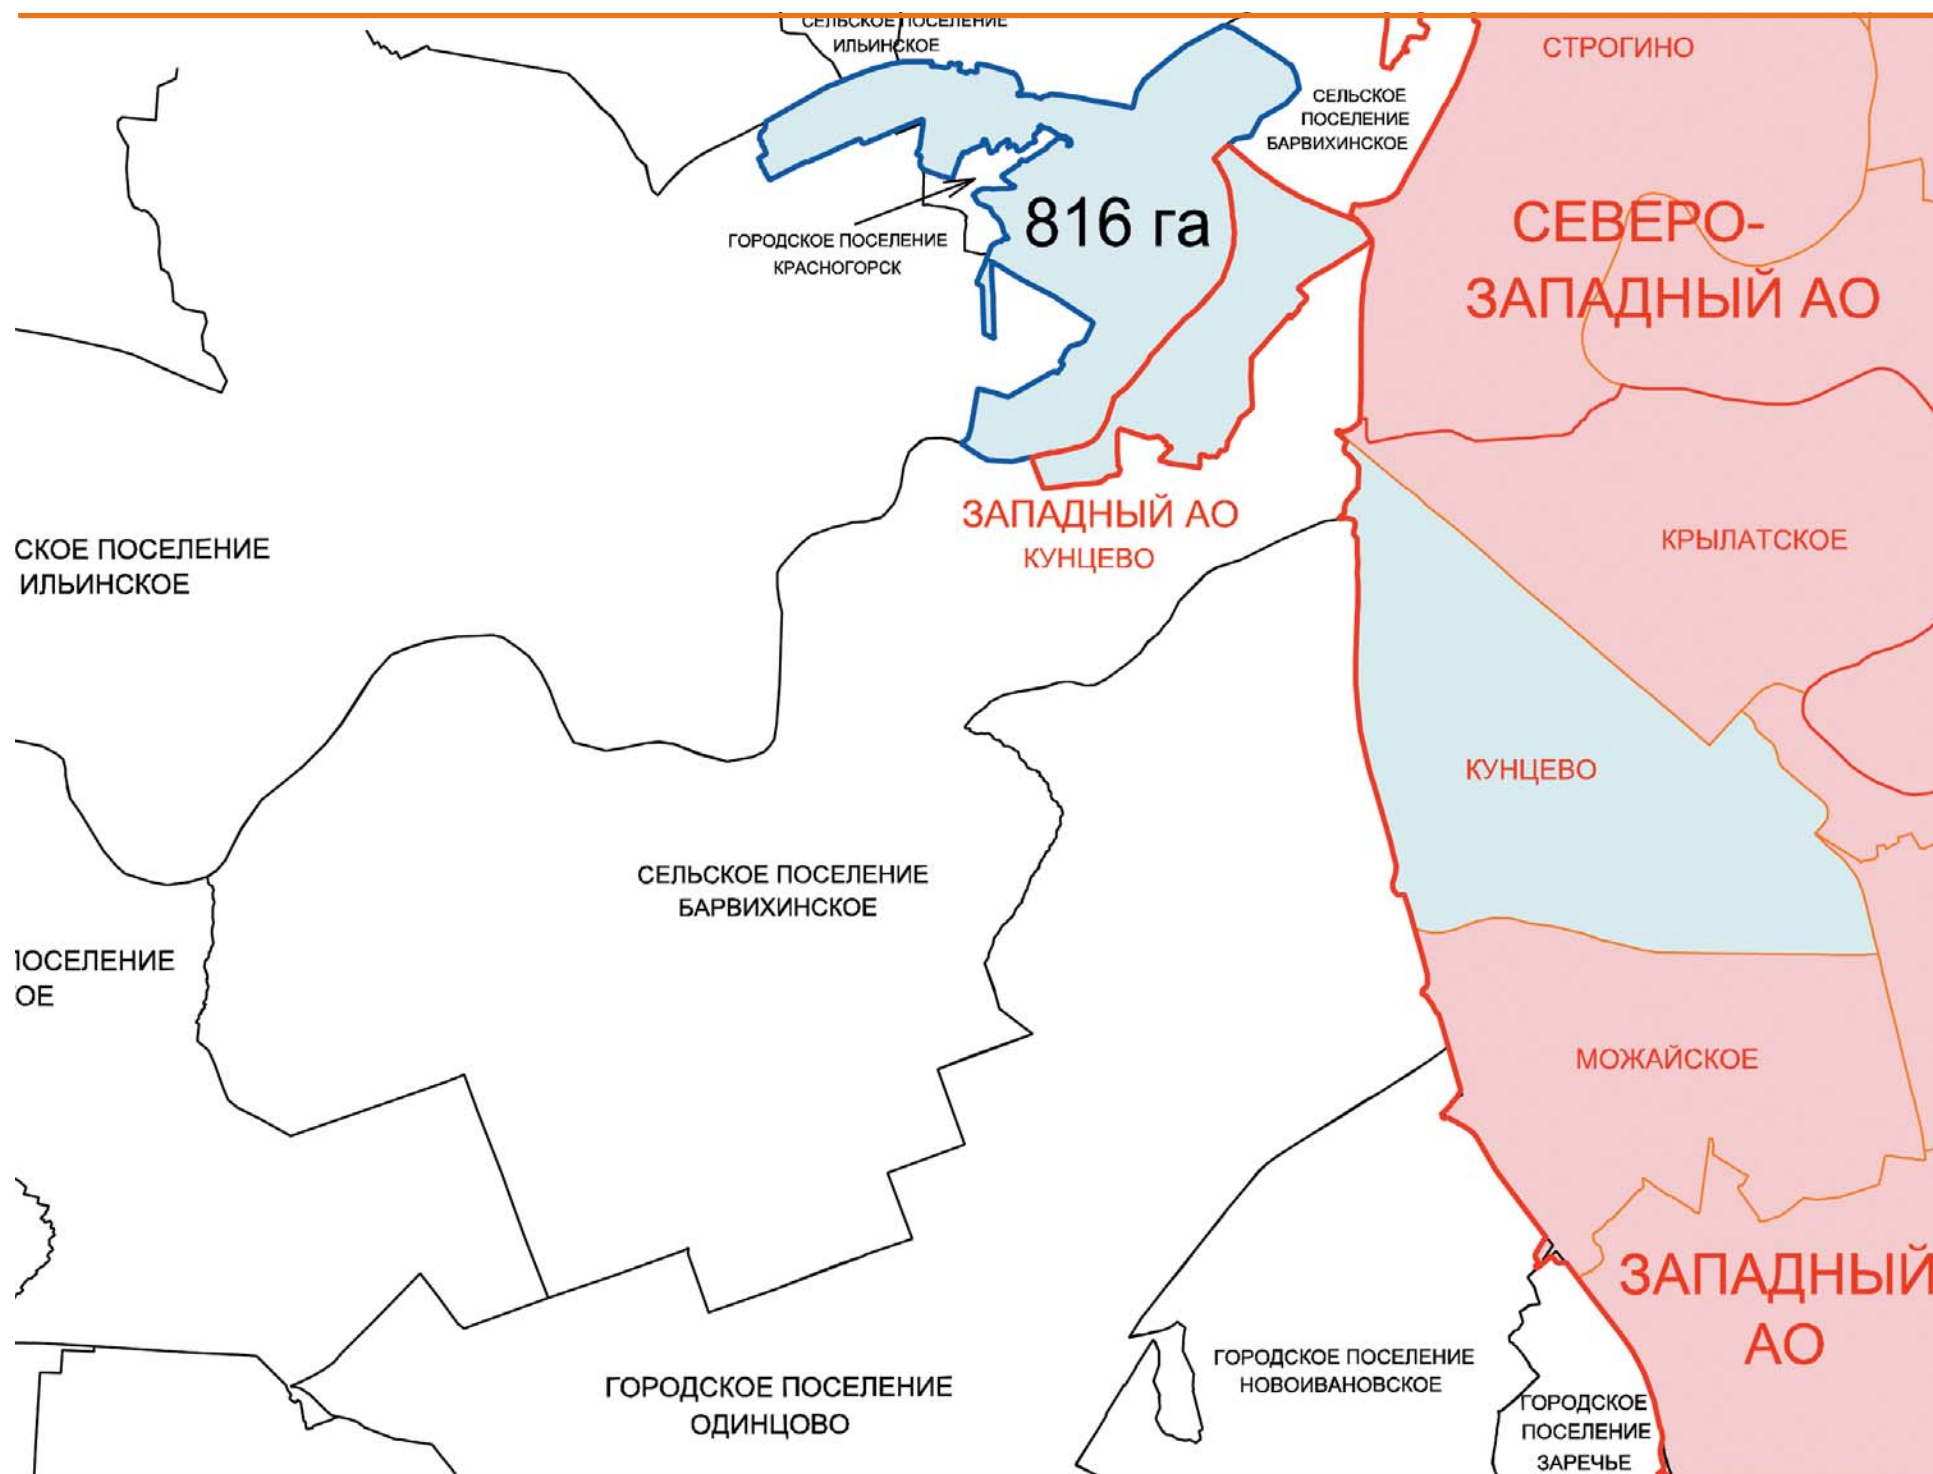 СЕЛЬСКОЕ ПОСЕЛЕНИЕ
ИЛЬИНСКОЕ
СТРОГИНО
СЕЛЬСКОЕ
ПОСЕЛЕНИЕ
БАРВИХИНСКОЕ
816 га
ГОРОДСКОЕ ПОСЕЛЕНИЕ
КРАСНОГОРСК
СЕВЕРО-
ЗАПАДНЫЙ АО
ЗАПАДНЫЙ АО
КУНЦЕВО
КРЫЛАТСКОЕ
СКОЕ ПОСЕЛЕНИЕ
ИЛЬИНСКОЕ
КУНЦЕВО
СЕЛЬСКОЕ ПОСЕЛЕНИЕ
БАРВИХИНСКОЕ
ПОСЕЛЕНИЕ
ОЕ
МОЖАЙСКОЕ
ЗАПАДНЫЙ
АО
ГОРОДСКОЕ ПОСЕЛЕНИЕ
ОДИНЦОВО
ГОРОДСКОЕ ПОСЕЛЕНИЕ
НОВОИВАНОВСКОЕ
ГОРОДСКОЕ
ПОСЕЛЕНИЕ
ЗАРЕЧЬЕ